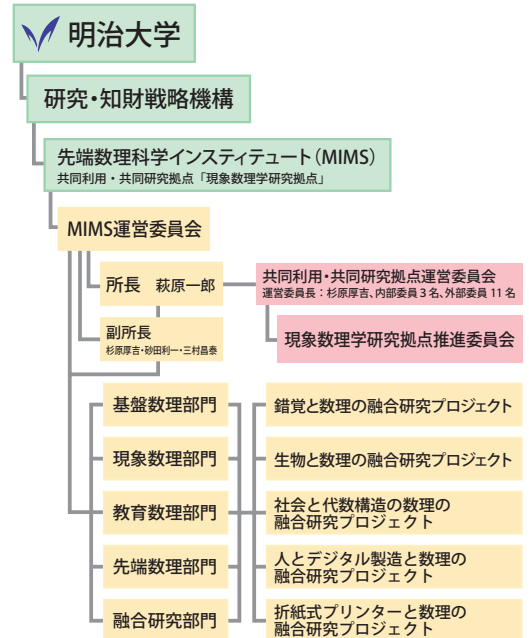 明治大学
研究・知財戦略機構
先端数理科学インスティテュート（MIMS）
共同利用・共同研究拠点「現象数理学研究拠点」
MIMS運営委員会
所長　萩原一郎
共同利用・共同研究拠点運営委員会
運営委員長：杉原厚吉、内部委員3名、外部委員11名
副所長
杉原厚吉・砂田利一・三村昌泰
現象数理学研究拠点推進委員会
基盤数理部門
錯覚と数理の融合研究プロジェクト
現象数理部門
生物と数理の融合研究プロジェクト
教育数理部門
社会と代数構造の数理の
融合研究プロジェクト
先端数理部門
人とデジタル製造と数理の
融合研究プロジェクト
融合研究部門
折紙式プリンターと数理の
融合研究プロジェクト